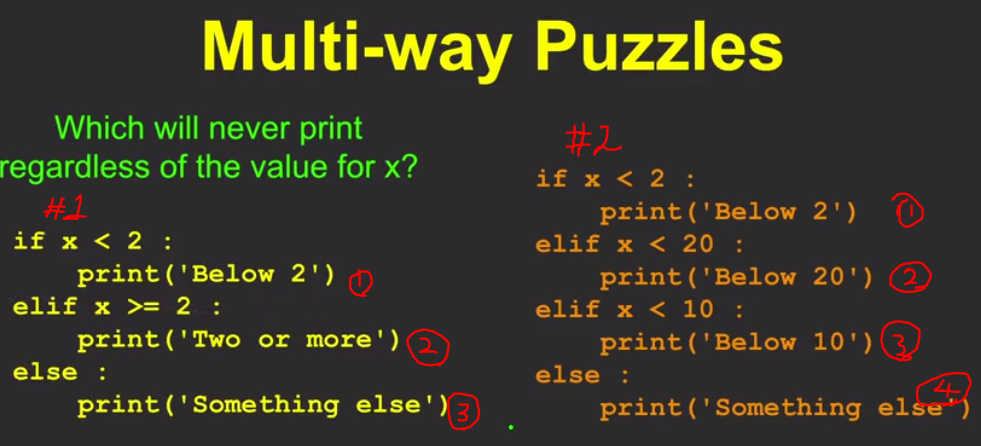 Multi-way Puzzles
Which will never print
regardless of the value for x?
#1
if x < 2 :
    print('Below 2') 1
elif x >= 2 :
    print('Two or more') 2
else :
    print('Something else') 3
#2
if x < 2 :
    print('Below 2') 1
elif x < 20 :
    print('Below 20') 2
elif x < 10 :
    print('Below 10') 3
else :
    print('Something else') 4